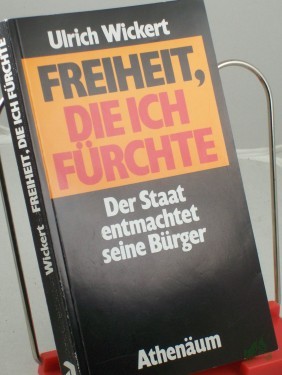 Ulrich Wickert
FREIHEIT,
DIE ICH
FÜRCHTE
Der Staat
entmachtet
seine Bürger
Athenäum
Wickert FREIHEIT, DIE ICH FÜRCHTE